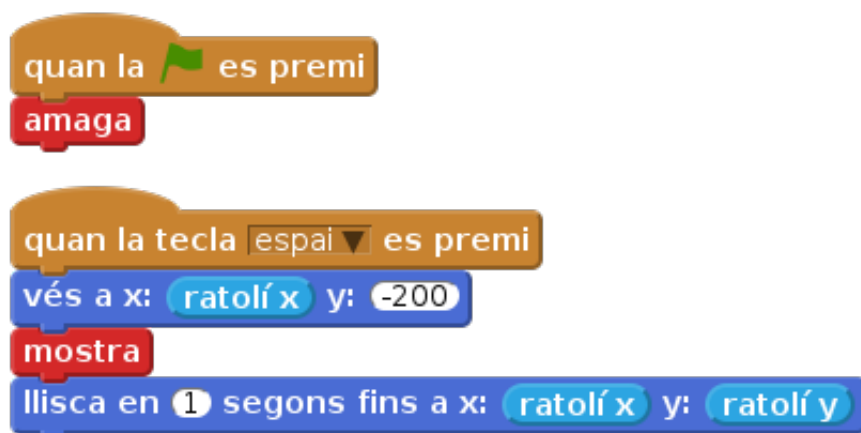 quan la es premi
amaga
quan la tecla espai es premi
vés a x: ratolí x y: -200
mostra
llisca en 1 segons fins a x: ratolí x y: ratolí y